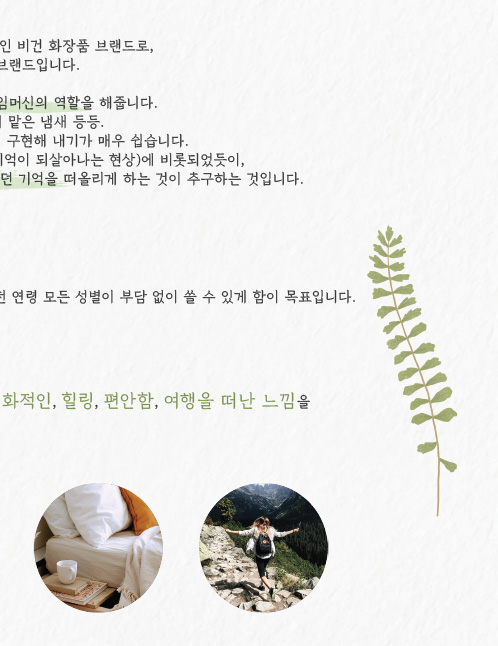 인 비건 화장품 브랜드로,
브랜드입니다.
임머신의 역할을 해줍니다.
맡은 냄새 등등.
구현해 내기가 매우 쉽습니다.
기억이 되살아나는 현상)에 비롯되었듯이,
던 기억을 떠올리게 하는 것이 추구하는 것입니다.
전 연령 모든 성별이 부담 없이 쓸 수 있게 함이 목표입니다.
화적인, 힐링, 편안함, 여행을 떠난 느낌을